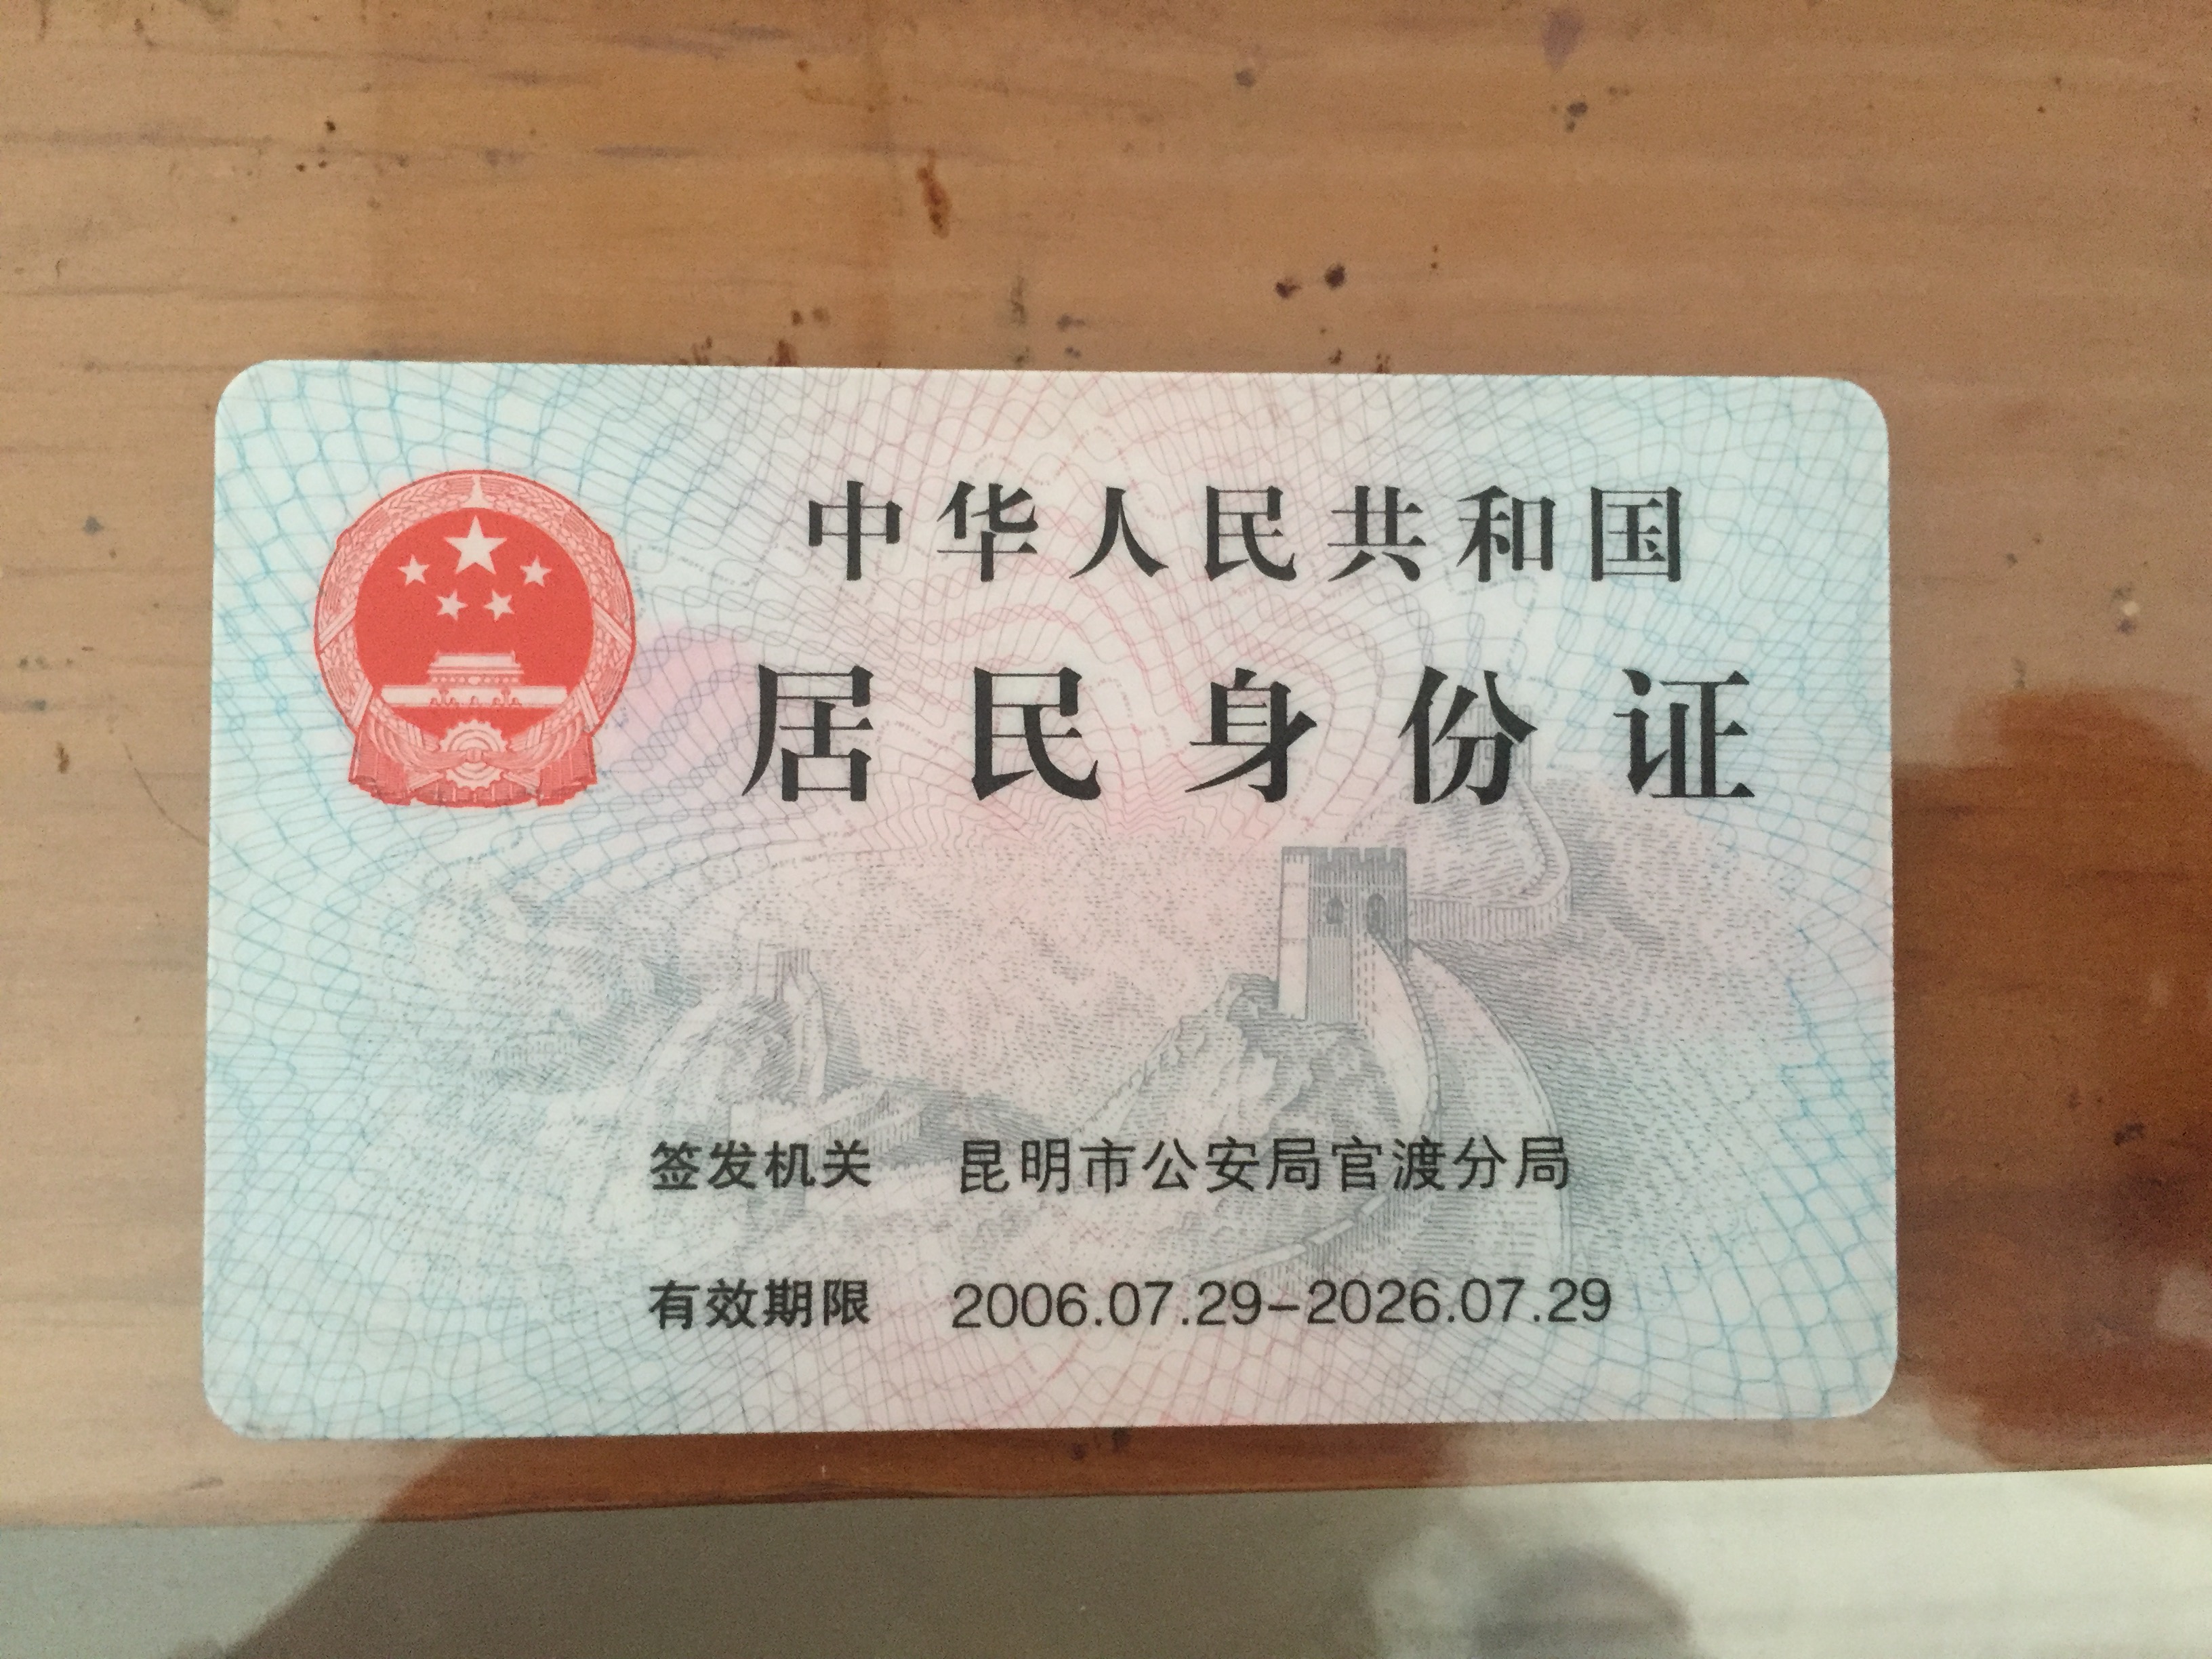 中华人民共和国
居民身份证
签发机关 昆明市公安局官渡分局
有效期限 2006.07.29-2026.07.29